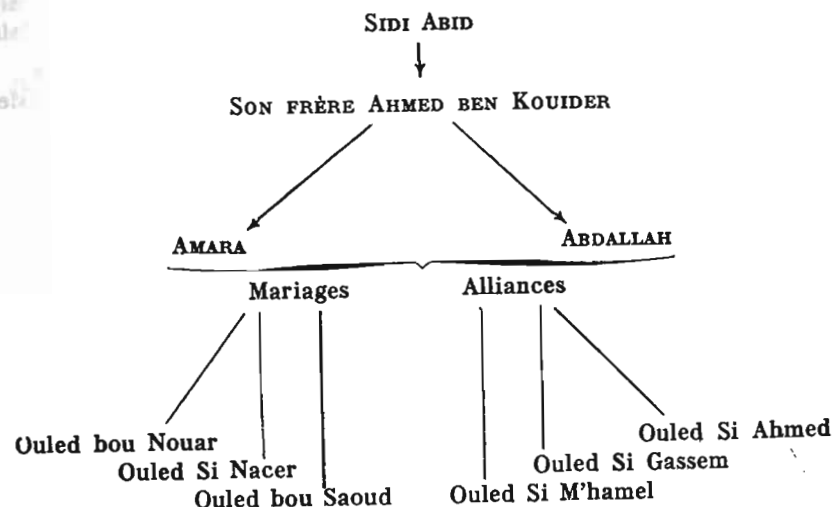 SIDI ABID
SON FRÈRE AHMED BEN KOUIDER
AMARA ABDALLAH
Mariages Alliances
Ouled bou Nouar Ouled Si Ahmed
Ouled Si Nacer Ouled Si Gassem
Ouled bou Saoud Ouled Si M'hamel